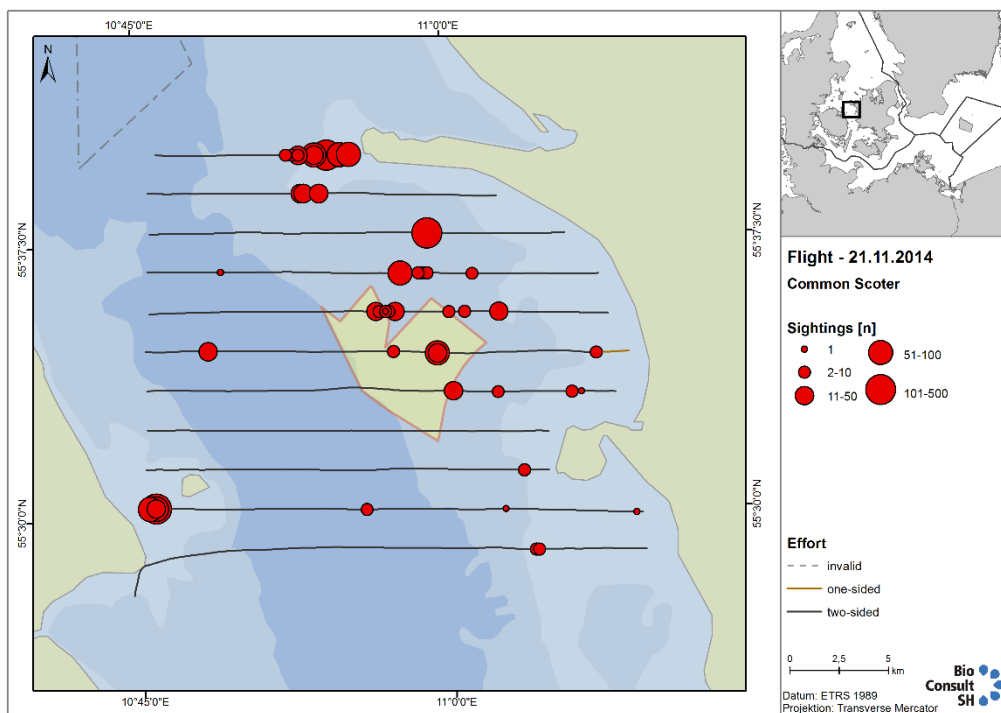 10°45'0"E
11°0'0"E
N
55°37'30"N
55°37'30"N
55°30'0"N
55°30'0"N
10°45'0"E
11°0'0"E
Flight - 21.11.2014
Common Scoter
Sightings [n]
1
51-100
2-10
101-500
11-50
Effort
invalid
one-sided
two-sided
0 2,5 5
km
Datum: ETRS 1989
Projektion: Transverse Mercator
Bio
Consult
SH